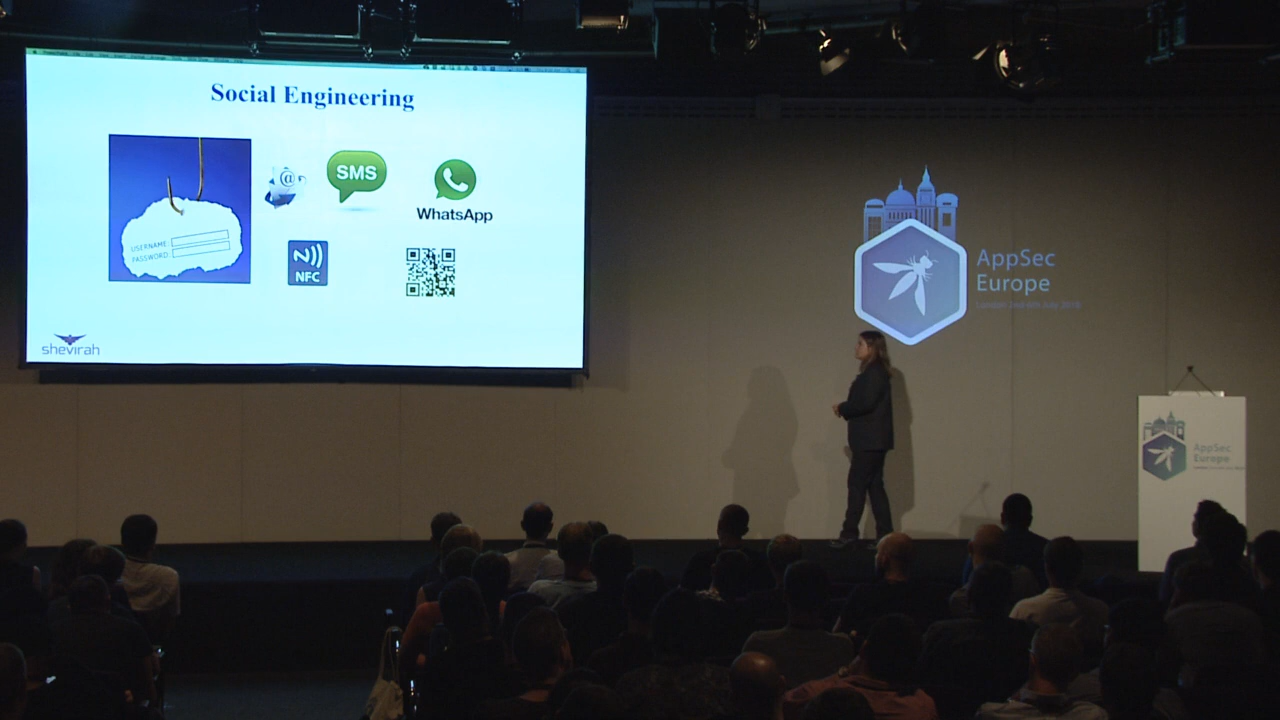 Social Engineering
USERNAME:
PASSWORD:
@
SMS
WhatsApp
NFC
shevirah
AppSec
Europe
AppSec
Europe